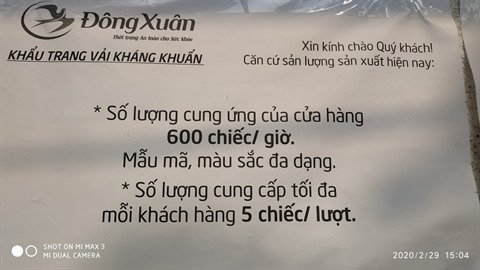 ĐôngXuân
Thời trang An toàn cho Sức khỏe
KHẨU TRANG VẢI KHÁNG KHUẨN
Xin kính chào Quý khách!
Căn cứ sản lượng sản xuất hiện nay:
* Số lượng cung ứng của cửa hàng
600 chiếc/ giờ.
Mẫu mã, màu sắc đa dạng.
* Số lượng cung cấp tối đa
mỗi khách hàng 5 chiếc/ lượt.
SHOT ON MI MAX 3
MI DUAL CAMERA
2020/2/29 15:04